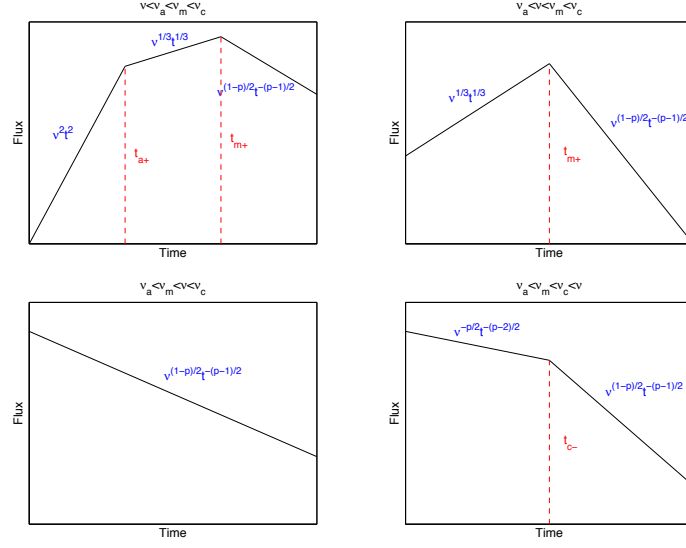 ν<ν_a<ν_m<ν_c
Flux
ν^2t^2
ν^{1/3}t^{1/3}
ν^{(1−p)/2}t^{−(p−1)/2}
t_{a+}
t_{m+}
Time
ν_a<ν<ν_m<ν_c
Flux
ν^{1/3}t^{1/3}
ν^{(1−p)/2}t^{−(p−1)/2}
t_{m+}
Time
ν_a<ν_m<ν<ν_c
Flux
ν^{(1−p)/2}t^{−(p−1)/2}
Time
ν_a<ν_m<ν_c<ν
Flux
ν^{−p/2}t^{−(p−2)/2}
ν^{(1−p)/2}t^{−(p−1)/2}
t_{c−}
Time